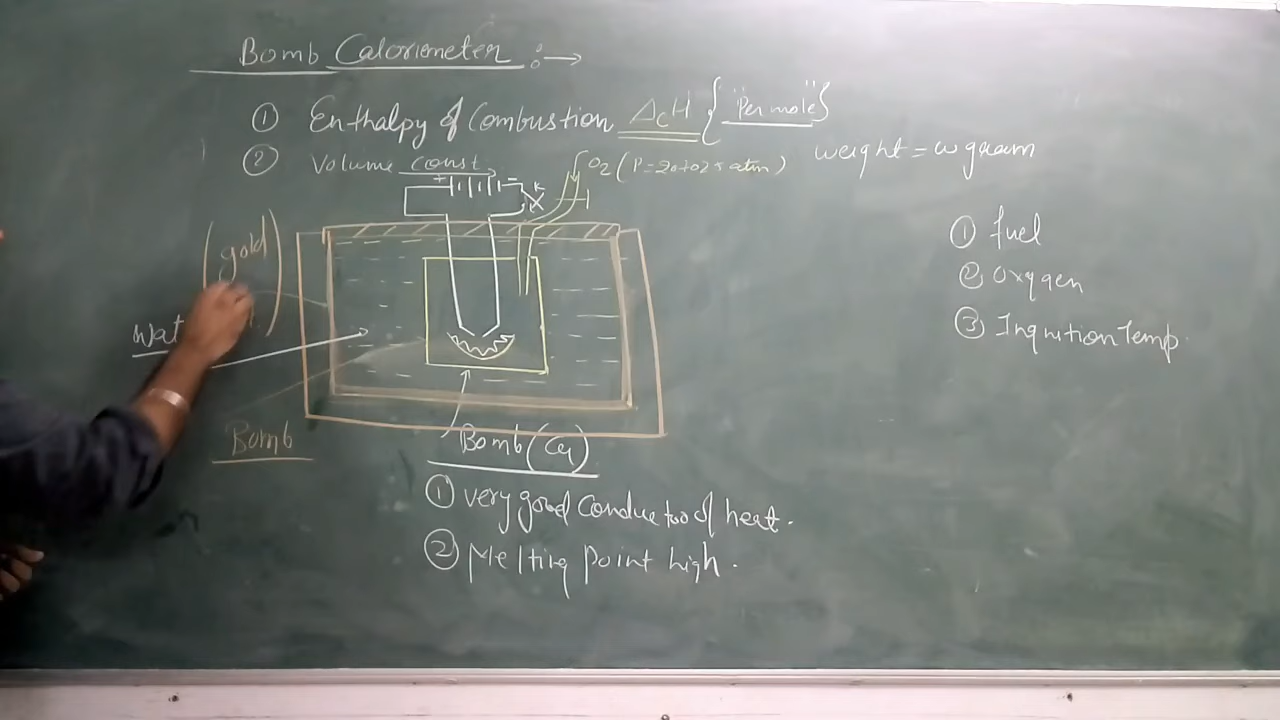 Bomb Calorimeter :→
① Enthalpy of Combustion ΔcH {"Per mole"}
② Volume const
O2 (P=20 to 25 atm)
weight = w gram
+ -
K
(gold
① fuel
② Oxygen
③ Ingnition Temp.
Wat
Bomb
Bomb
① very good conductor of heat.
② Melting point high.